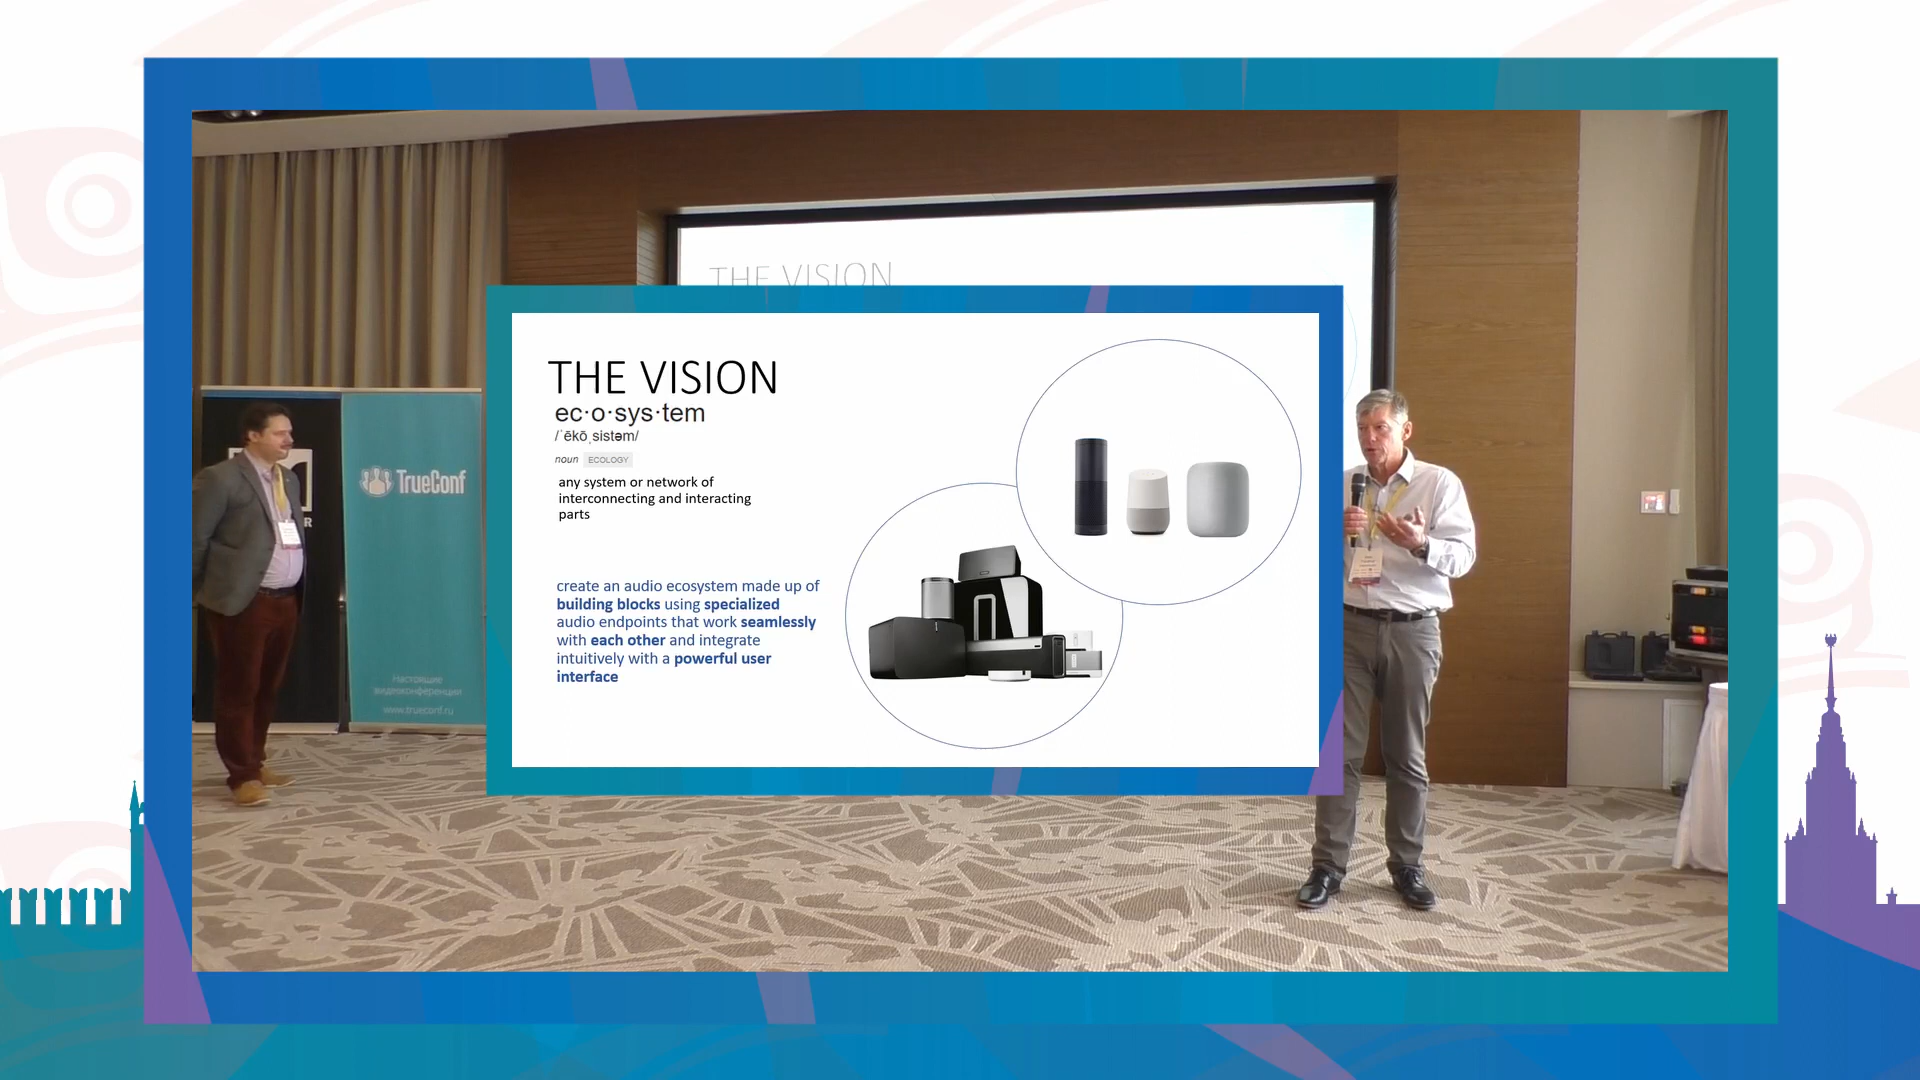 THE VISION
THE VISION
ec·o·sys·tem
/ˈēkōˌsistəm/
noun ECOLOGY
any system or network of
interconnecting and interacting
parts
create an audio ecosystem made up of
building blocks using specialized
audio endpoints that work seamlessly
with each other and integrate
intuitively with a powerful user
interface
TrueConf
Настоящие
видеоконференции
www.trueconf.ru
R